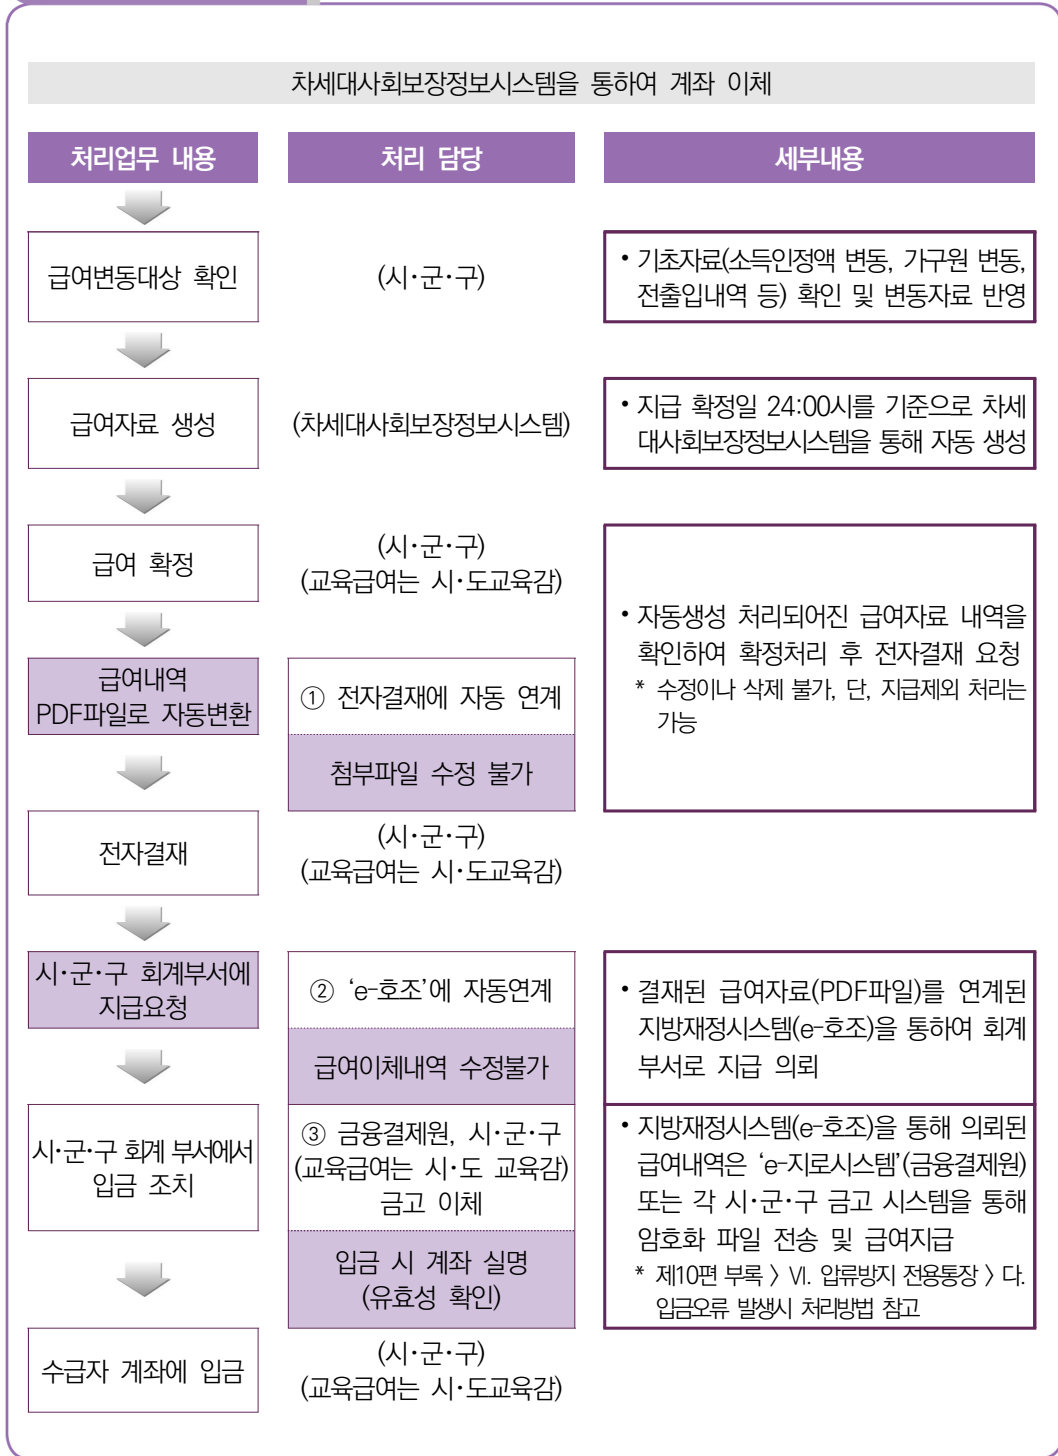 차세대사회보장정보시스템을 통하여 계좌 이체
처리업무 내용
처리 담당
세부내용
급여변동대상 확인
(시·군·구)
• 기초자료(소득인정액 변동, 가구원 변동,
전출입내역 등) 확인 및 변동자료 반영
급여자료 생성
(차세대사회보장정보시스템)
• 지급 확정일 24:00시를 기준으로 차세
대사회보장정보시스템을 통해 자동 생성
급여 확정
(시·군·구)
(교육급여는 시·도교육감)
• 자동생성 처리되어진 급여자료 내역을
확인하여 확정처리 후 전자결재 요청
* 수정이나 삭제 불가, 단, 지급제외 처리는
가능
급여내역
PDF파일로 자동변환
① 전자결재에 자동 연계
첨부파일 수정 불가
전자결재
(시·군·구)
(교육급여는 시·도교육감)
시·군·구 회계부서에
지급요청
② ‘e-호조’에 자동연계
급여이체내역 수정불가
• 결재된 급여자료(PDF파일)를 연계된
지방재정시스템(e-호조)을 통하여 회계
부서로 지급 의뢰
시·군·구 회계 부서에서
입금 조치
③ 금융결제원, 시·군·구
(교육급여는 시·도 교육감)
금고 이체
입금 시 계좌 실명
(유효성 확인)
• 지방재정시스템(e-호조)을 통해 의뢰된
급여내역은 ‘e-지로시스템’(금융결제원)
또는 각 시·군·구 금고 시스템을 통해
암호화 파일 전송 및 급여지급
* 제10편 부록 〉 Ⅵ. 압류방지 전용통장 〉 다.
입금오류 발생시 처리방법 참고
수급자 계좌에 입금
(시·군·구)
(교육급여는 시·도교육감)